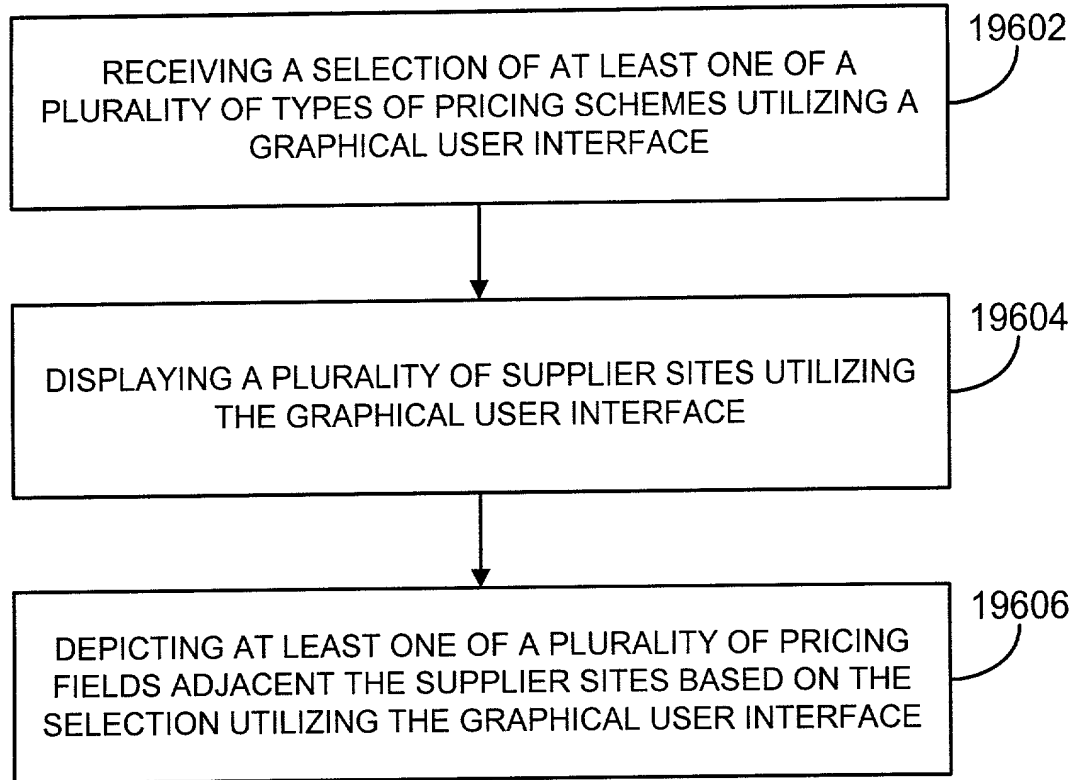 19602
RECEIVING A SELECTION OF AT LEAST ONE OF A
PLURALITY OF TYPES OF PRICING SCHEMES UTILIZING A
GRAPHICAL USER INTERFACE
19604
DISPLAYING A PLURALITY OF SUPPLIER SITES UTILIZING
THE GRAPHICAL USER INTERFACE
19606
DEPICTING AT LEAST ONE OF A PLURALITY OF PRICING
FIELDS ADJACENT THE SUPPLIER SITES BASED ON THE
SELECTION UTILIZING THE GRAPHICAL USER INTERFACE